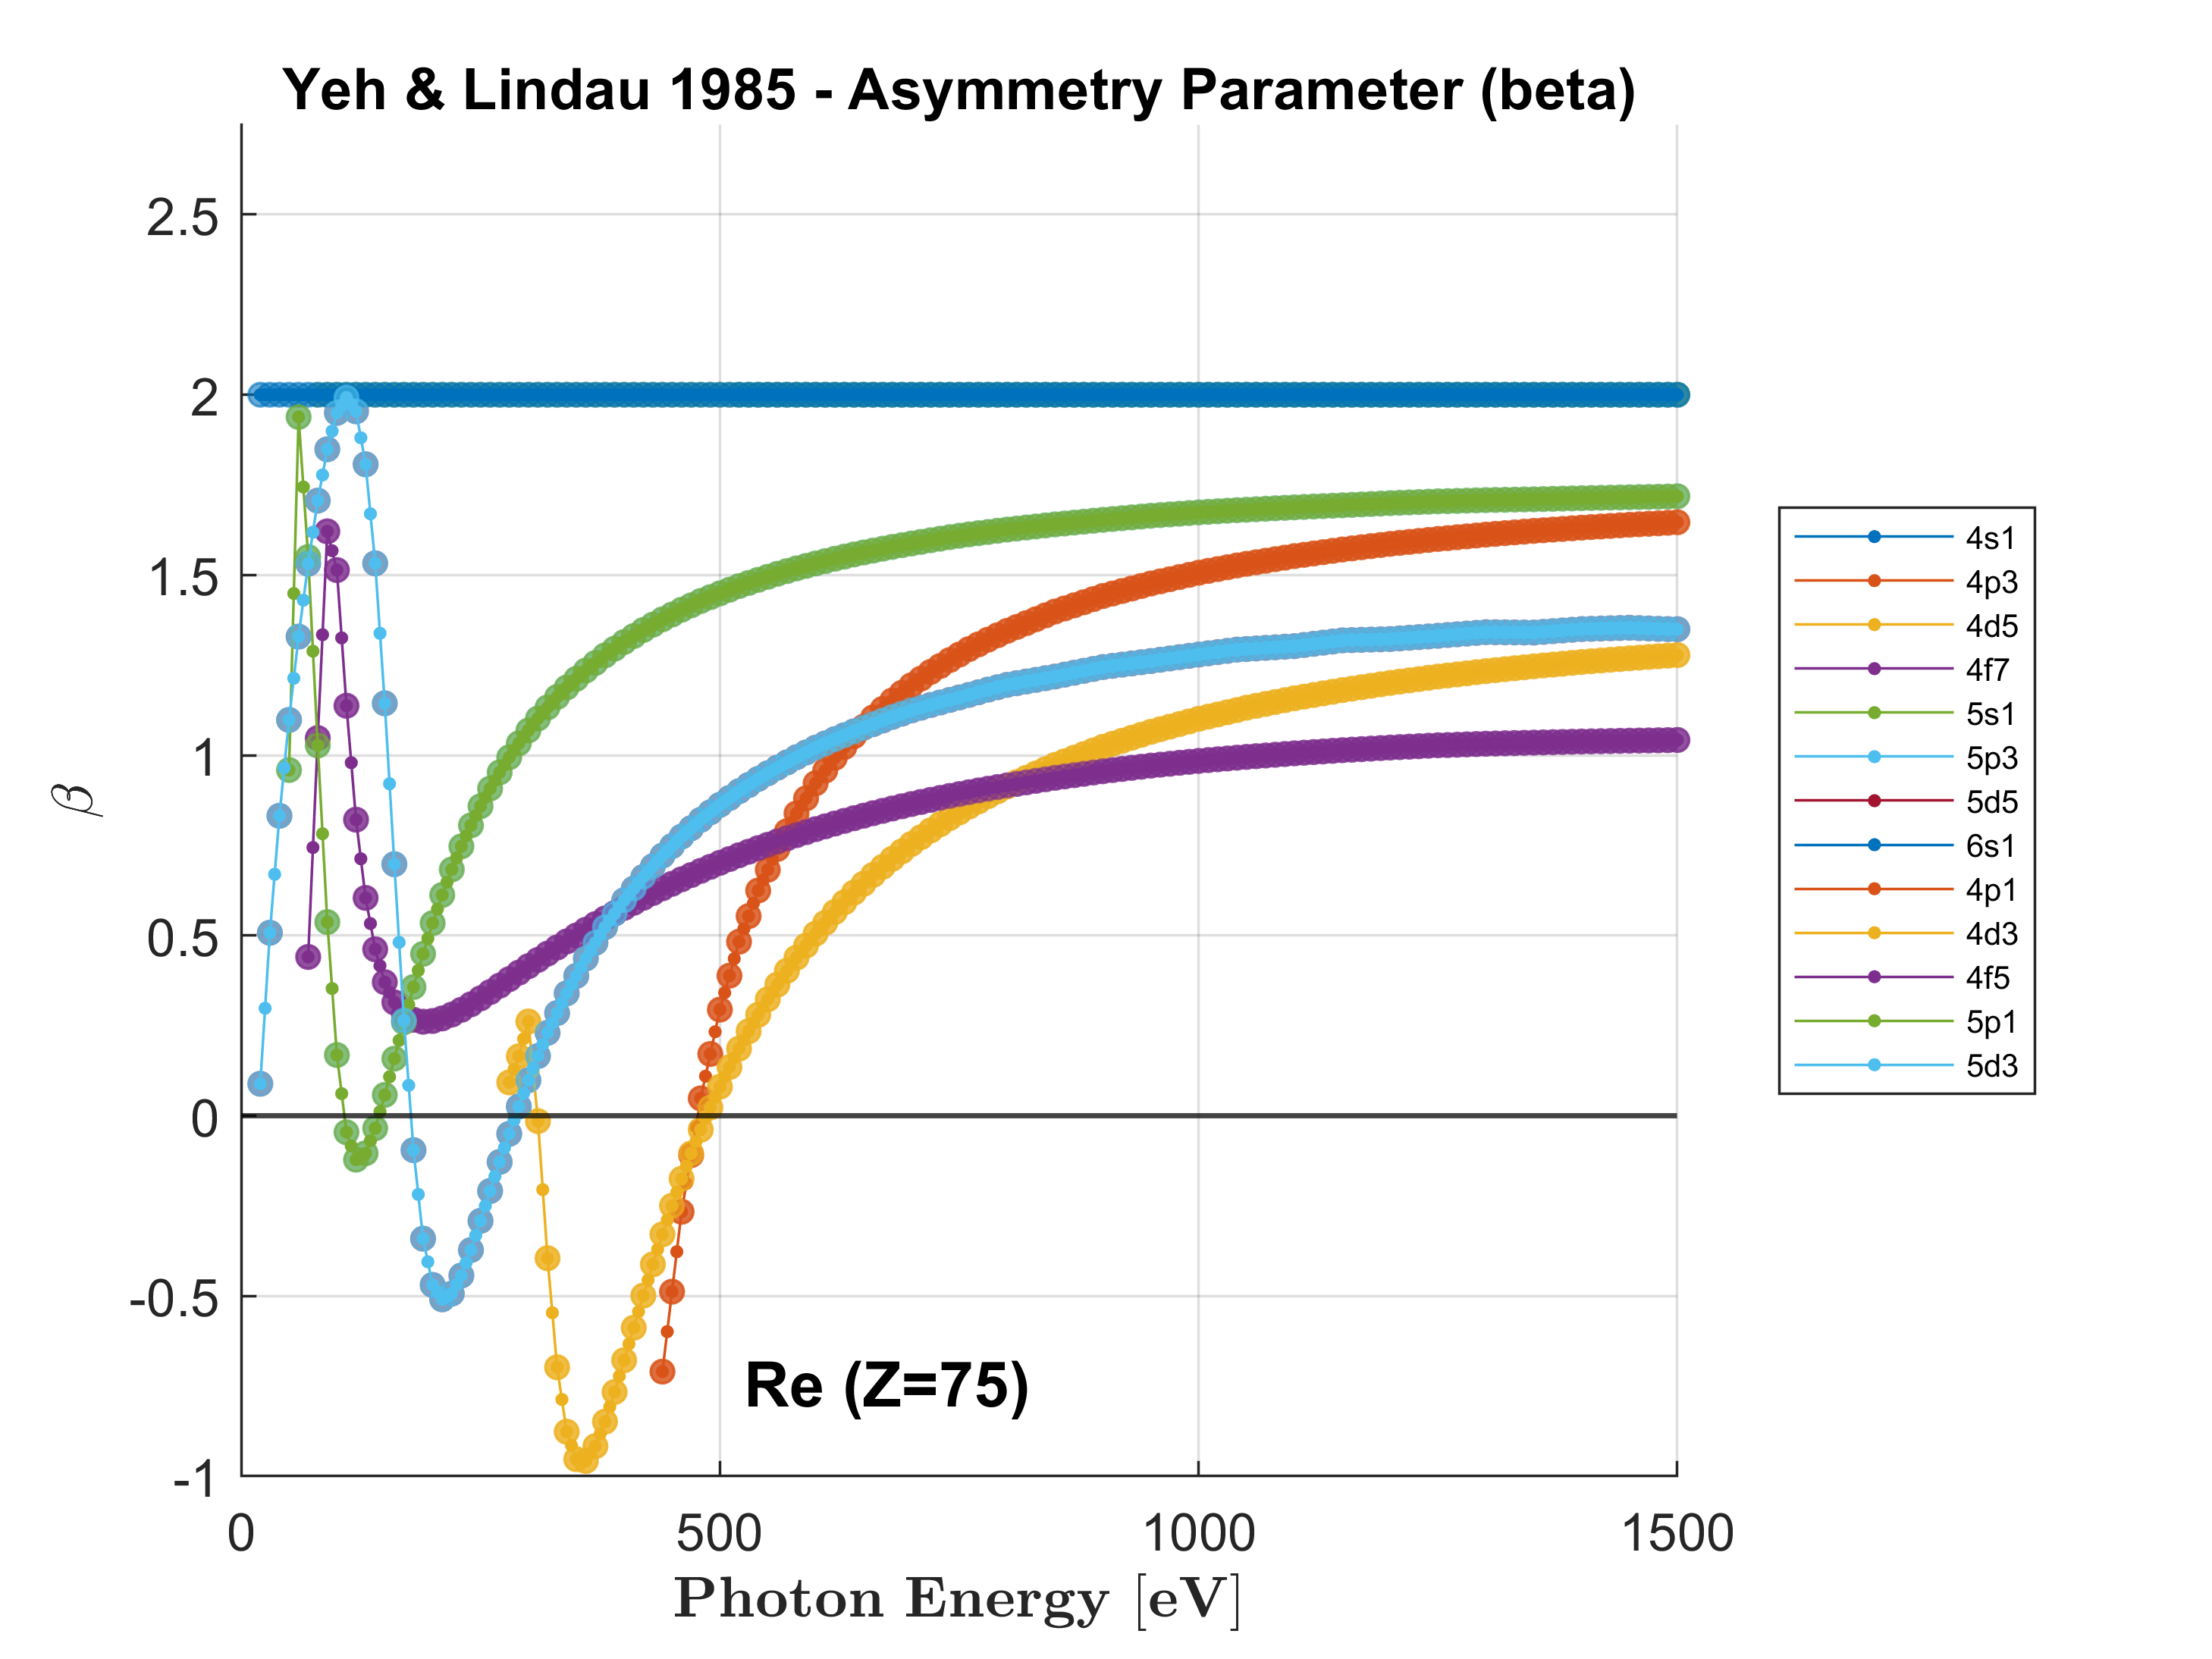 Yeh & Lindau 1985 - Asymmetry Parameter (beta)
2.5
2
1.5
1
0.5
0
-0.5
-1
β
0 500 1000 1500
Photon Energy [eV]
Re (Z=75)
4s1
4p3
4d5
4f7
5s1
5p3
5d5
6s1
4p1
4d3
4f5
5p1
5d3